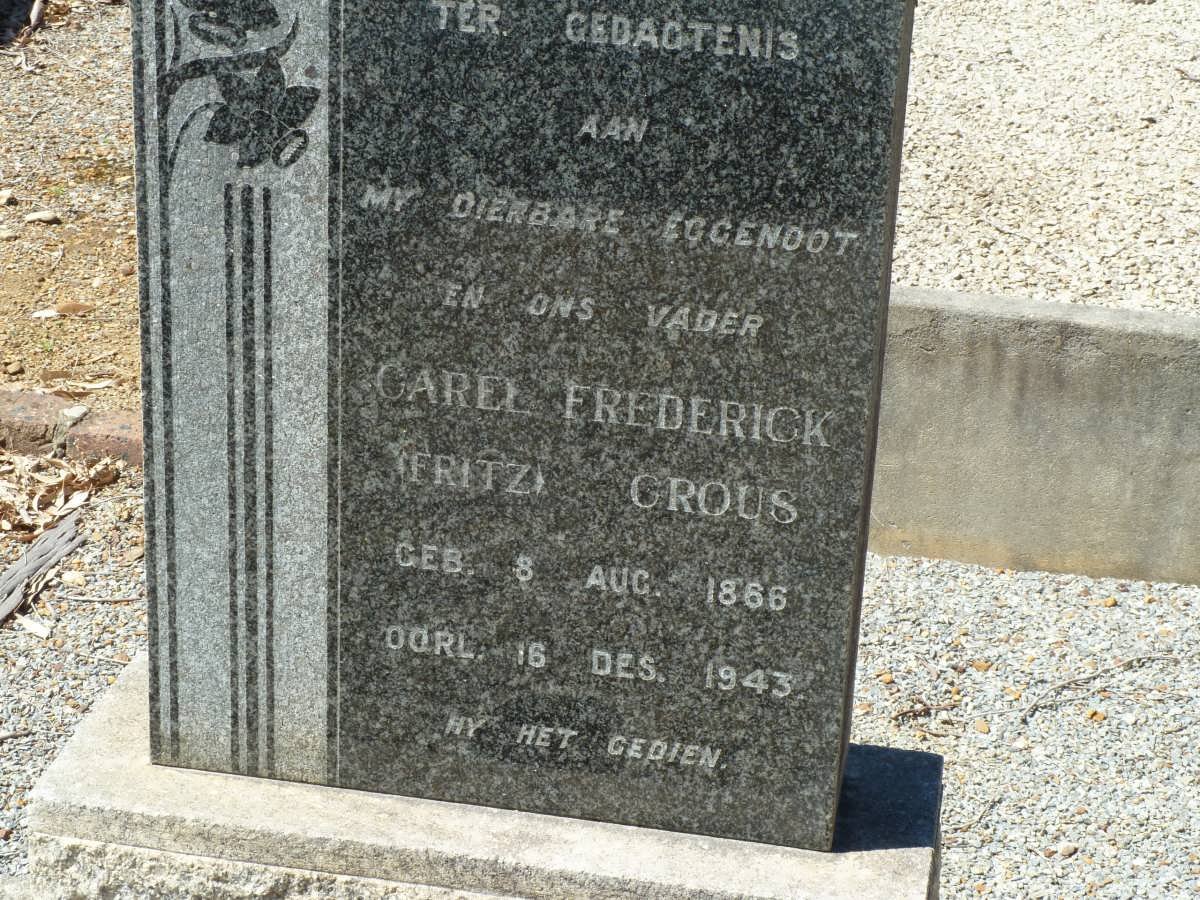 TER. GEDAGTENIS
AAN
MY DIERBARE EGGENOOT
EN ONS VADER
CAREL FREDERICK
(FRITZ) CROUS
GEB. 8 AUG. 1866
OORL. 16 DES. 1943
HY HET GEDIEN.